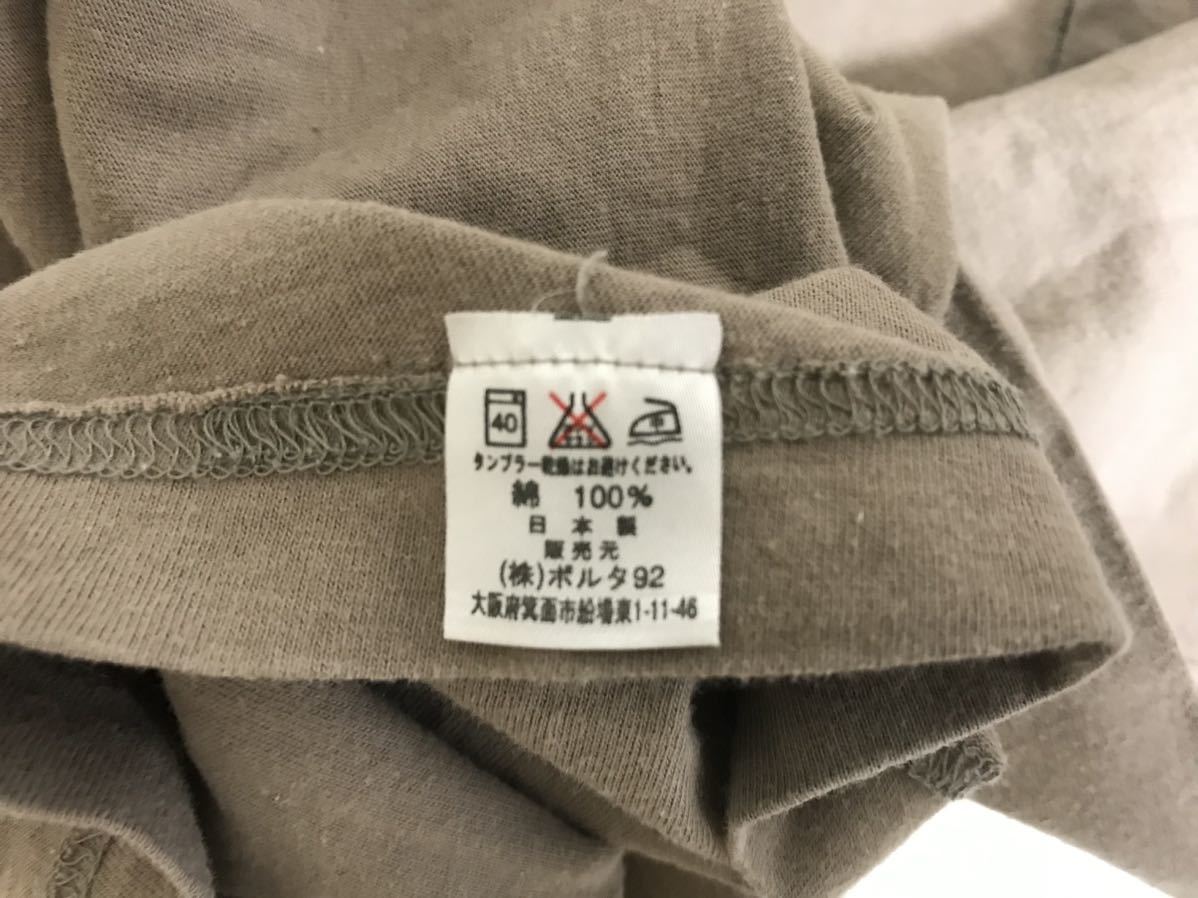 40 中
タンブラー乾燥はお避けください。
綿 100%
日本製
販売元
(株)ポルタ92
大阪府箕面市船場東1-11-46